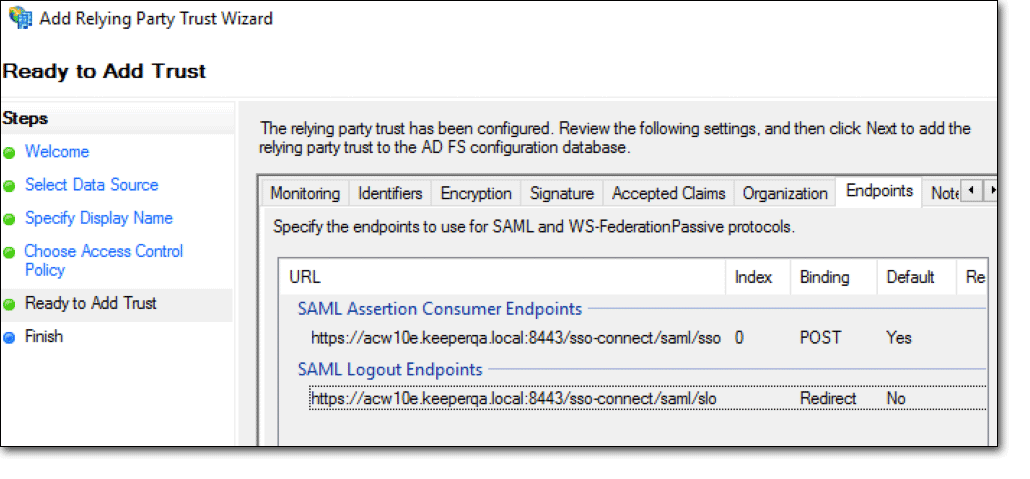 Add Relying Party Trust Wizard
Ready to Add Trust
Steps
Welcome
Select Data Source
Specify Display Name
Choose Access Control
Policy
Ready to Add Trust
Finish
The relying party trust has been configured. Review the following settings, and then click Next to add the
relying party trust to the AD FS configuration database.
Monitoring Identifiers Encryption Signature Accepted Claims Organization Endpoints Note
Specify the endpoints to use for SAML and WS-FederationPassive protocols.
URL Index Binding Default Re
SAML Assertion Consumer Endpoints
https://acw10e.keeperqa.local:8443/sso-connect/saml/sso 0 POST Yes
SAML Logout Endpoints
https://acw10e.keeperqa.local:8443/sso-connect/saml/slo Redirect No